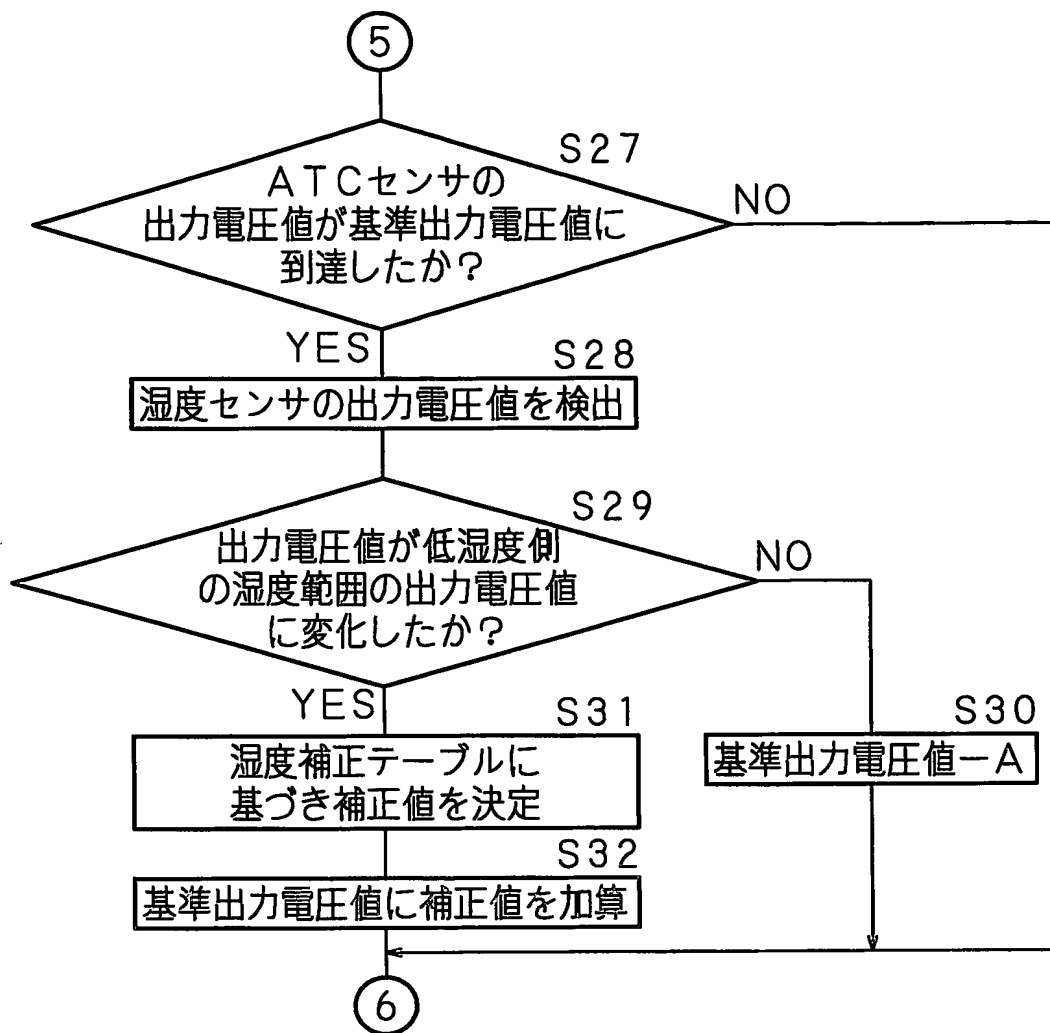 5
S27
ATCセンサの
出力電圧値が基準出力電圧値に
到達したか?
NO
YES
S28
湿度センサの出力電圧値を検出
S29
出力電圧値が低湿度側
の湿度範囲の出力電圧値
に変化したか?
NO
YES
S31
湿度補正テーブルに
基づき補正値を決定
S30
基準出力電圧値-A
S32
基準出力電圧値に補正値を加算
6